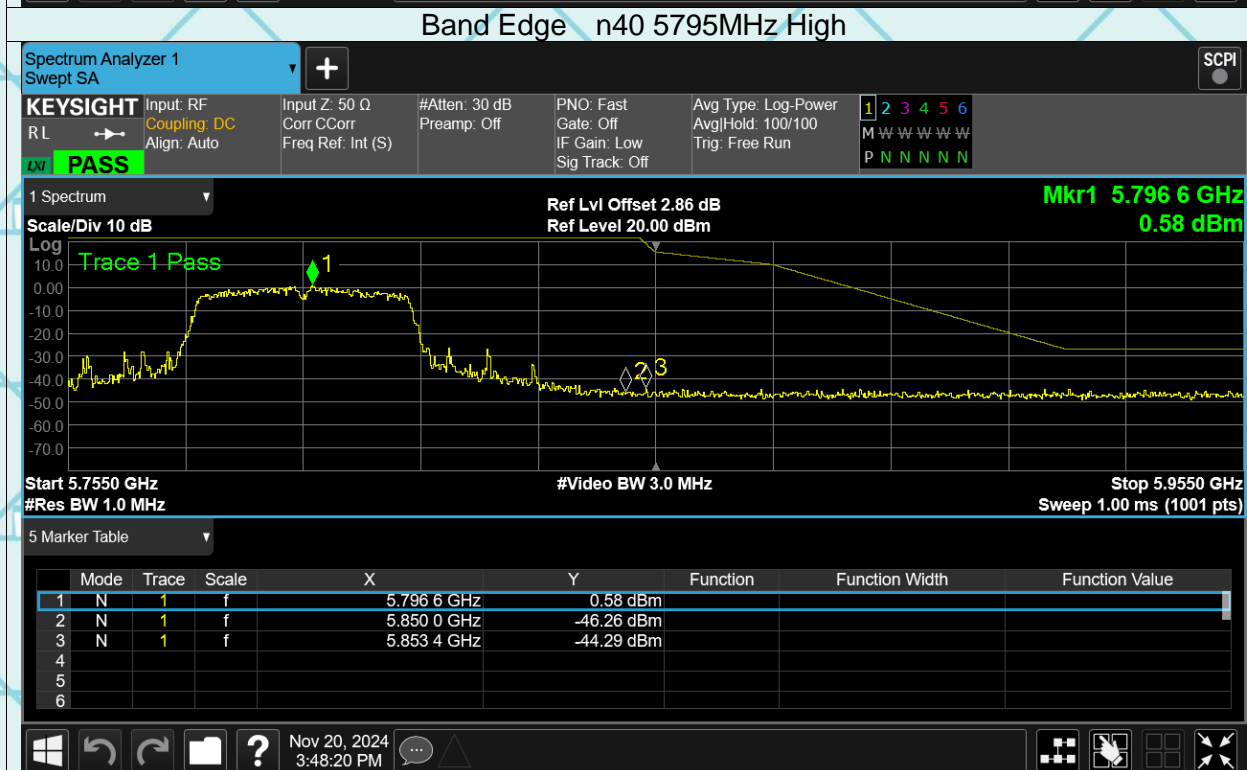 Band Edge n40 5795MHz High
Spectrum Analyzer 1
Swept SA
+
SCPI
KEYSIGHT
R L
LXI PASS
Input: RF
Coupling: DC
Align: Auto
Input Z: 50 Ω
Corr CCorr
Freq Ref: Int (S)
#Atten: 30 dB
Preamp: Off
PNO: Fast
Gate: Off
IF Gain: Low
Sig Track: Off
Avg Type: Log-Power
Avg|Hold: 100/100
Trig: Free Run
1 2 3 4 5 6
M W W W W W W
P N N N N N
1 Spectrum
Scale/Div 10 dB
Ref Lvl Offset 2.86 dB
Ref Level 20.00 dBm
Mkr1 5.796 6 GHz
0.58 dBm
Log
Trace 1 Pass
1
2
3
10.0
0.00
-10.0
-20.0
-30.0
-40.0
-50.0
-60.0
-70.0
Start 5.7550 GHz
#Res BW 1.0 MHz
#Video BW 3.0 MHz
Stop 5.9550 GHz
Sweep 1.00 ms (1001 pts)
5 Marker Table
Mode Trace Scale X Y Function Function Width Function Value
1 N 1 f 5.796 6 GHz 0.58 dBm
2 N 1 f 5.850 0 GHz -46.26 dBm
3 N 1 f 5.853 4 GHz -44.29 dBm
4
5
6
?
Nov 20, 2024
3:48:20 PM